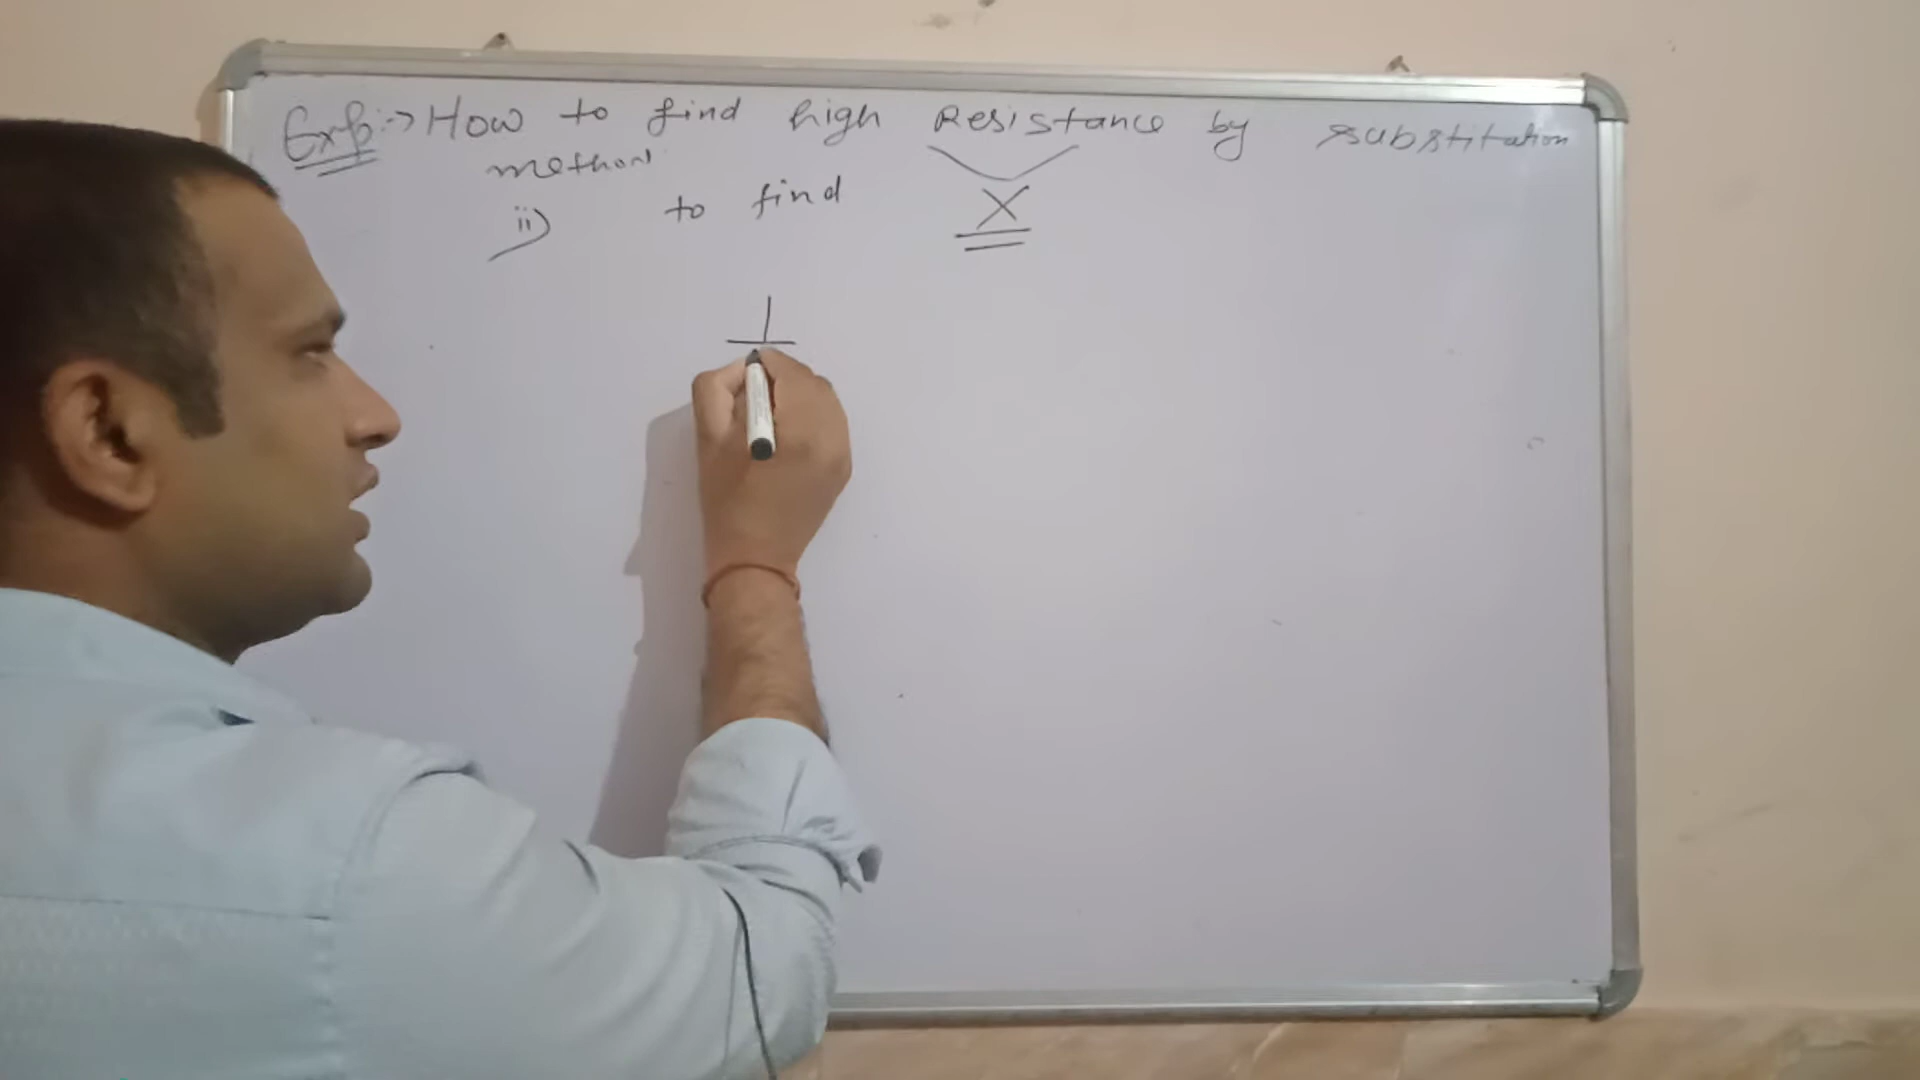 Exp:→ How to find high Resistance by substitution
method
ii) to find X